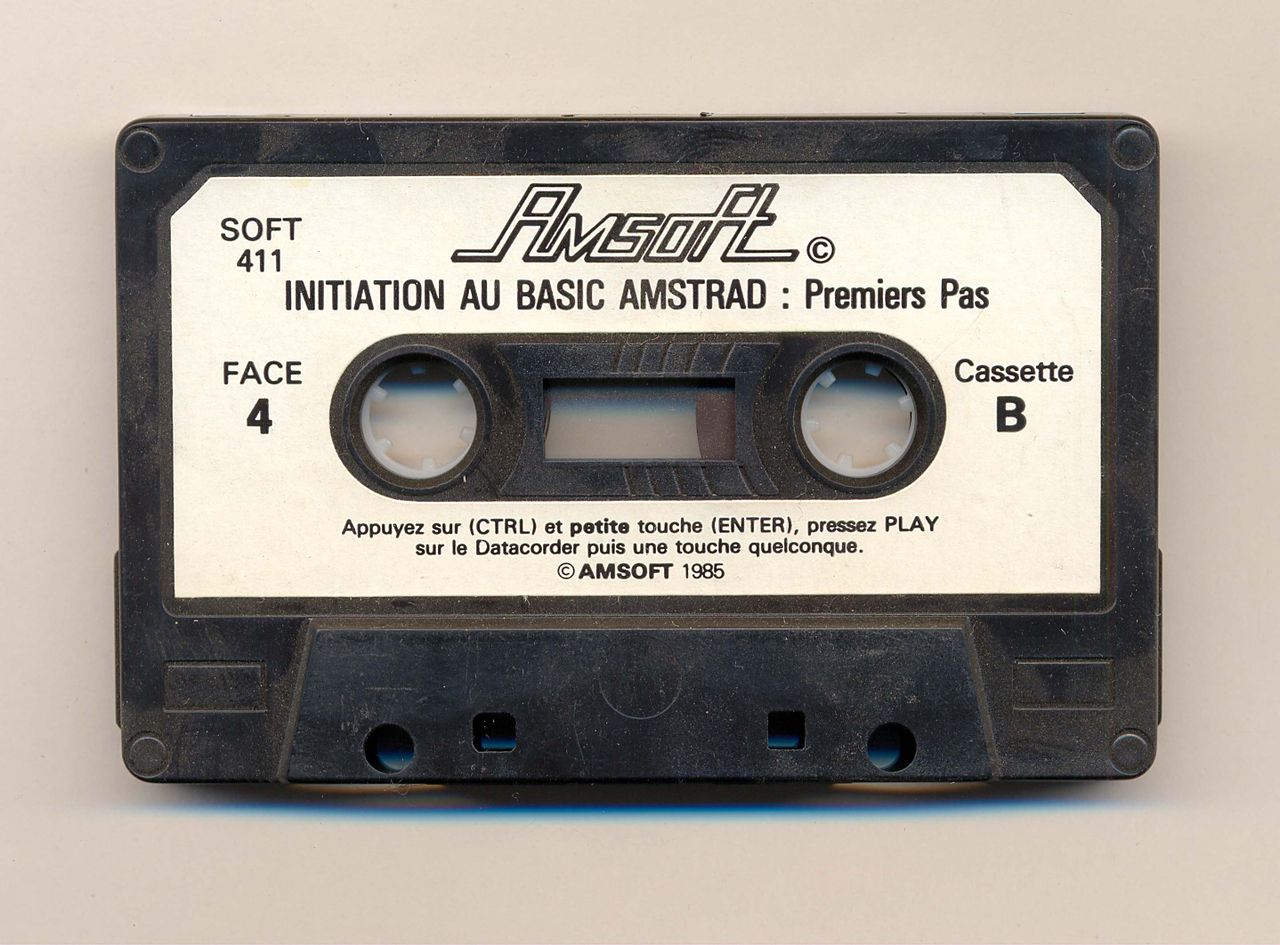 Amsoft ©
SOFT
411
INITIATION AU BASIC AMSTRAD : Premiers Pas
FACE
4
Cassette
B
Appuyez sur (CTRL) et petite touche (ENTER), pressez PLAY
sur le Datacorder puis une touche quelconque.
© AMSOFT 1985